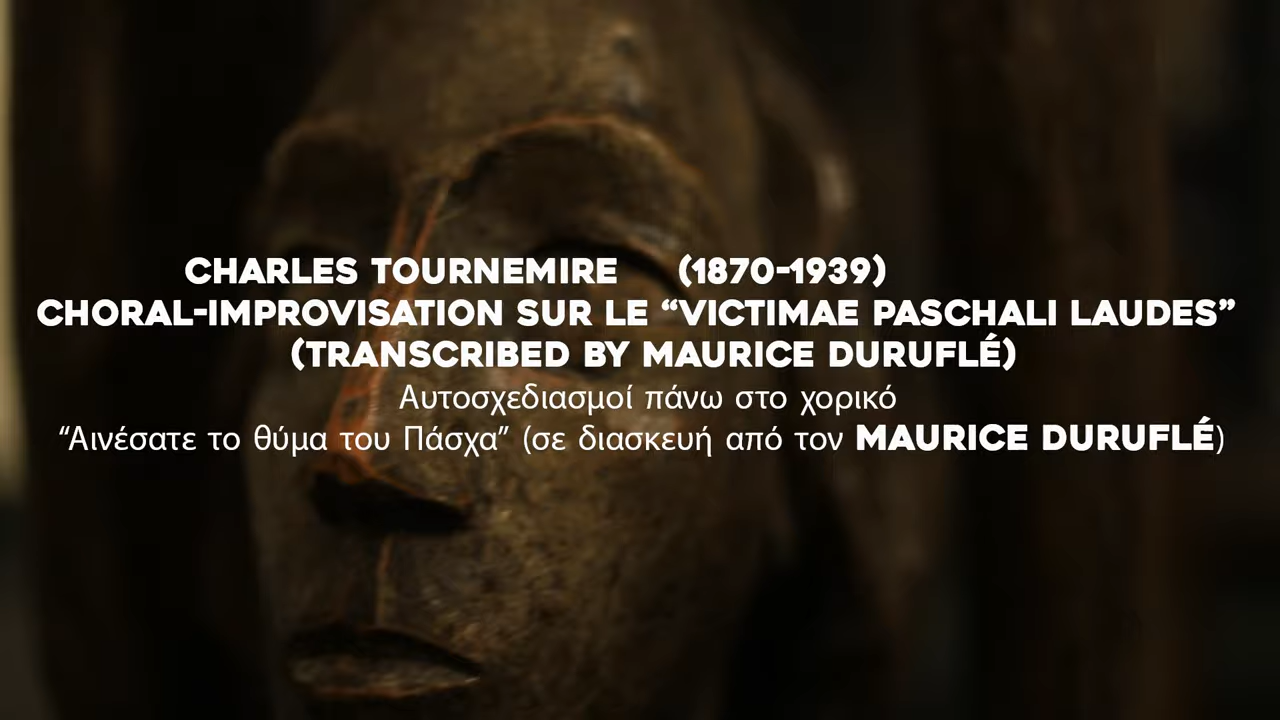 CHARLES TOURNEMIRE (1870-1939)
CHORAL-IMPROVISATION SUR LE “VICTIMAE PASCHALI LAUDES”
(TRANSCRIBED BY MAURICE DURUFLÉ)
Αυτοσχεδιασμοί πάνω στο χορικό
“Αινέσατε το θύμα του Πάσχα” (σε διασκευή από τον MAURICE DURUFLÉ)